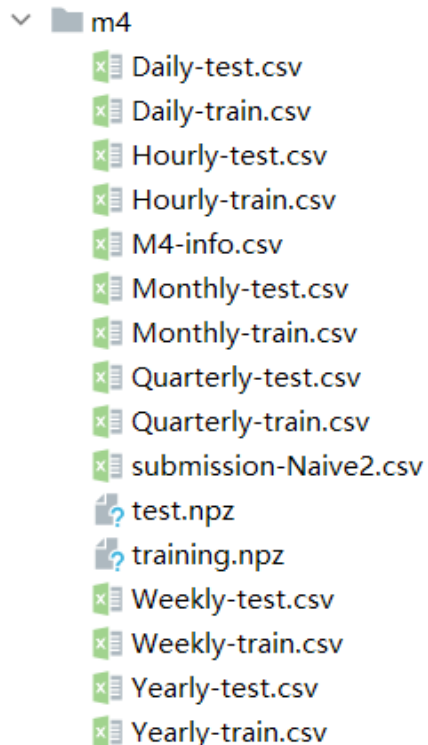 m4
Daily-test.csv
Daily-train.csv
Hourly-test.csv
Hourly-train.csv
M4-info.csv
Monthly-test.csv
Monthly-train.csv
Quarterly-test.csv
Quarterly-train.csv
submission-Naive2.csv
test.npz
training.npz
Weekly-test.csv
Weekly-train.csv
Yearly-test.csv
Yearly-train.csv